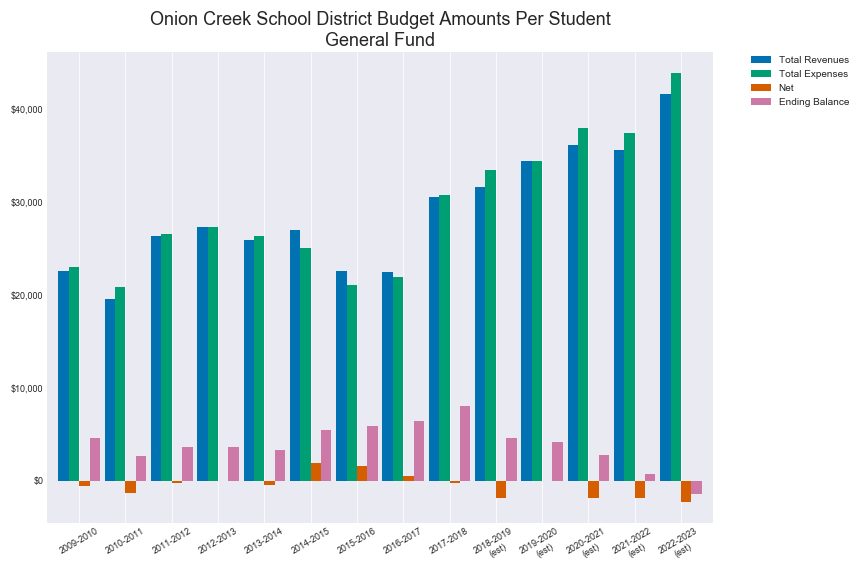 Onion Creek School District Budget Amounts Per Student
General Fund
Total Revenues
Total Expenses
Net
Ending Balance
$40,000
$30,000
$20,000
$10,000
$0
2009-2010
2010-2011
2011-2012
2012-2013
2013-2014
2014-2015
2015-2016
2016-2017
2017-2018
2018-2019
(est)
2019-2020
(est)
2020-2021
(est)
2021-2022
(est)
2022-2023
(est)